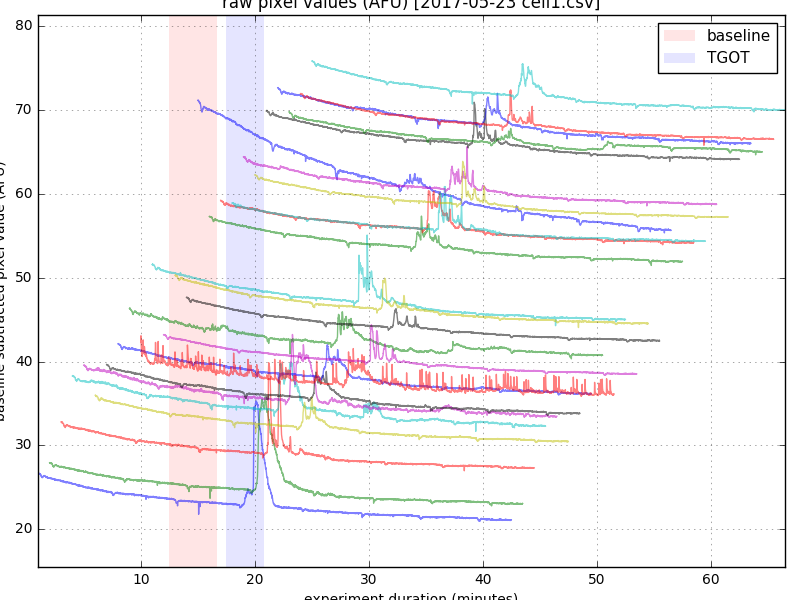 raw pixel values (AFU) [2017-05-23 cell1.csv]
baseline
TGOT
80
70
60
50
40
30
20
baseline subtracted pixel value (AFU)
10 20 30 40 50 60
experiment duration (minutes)